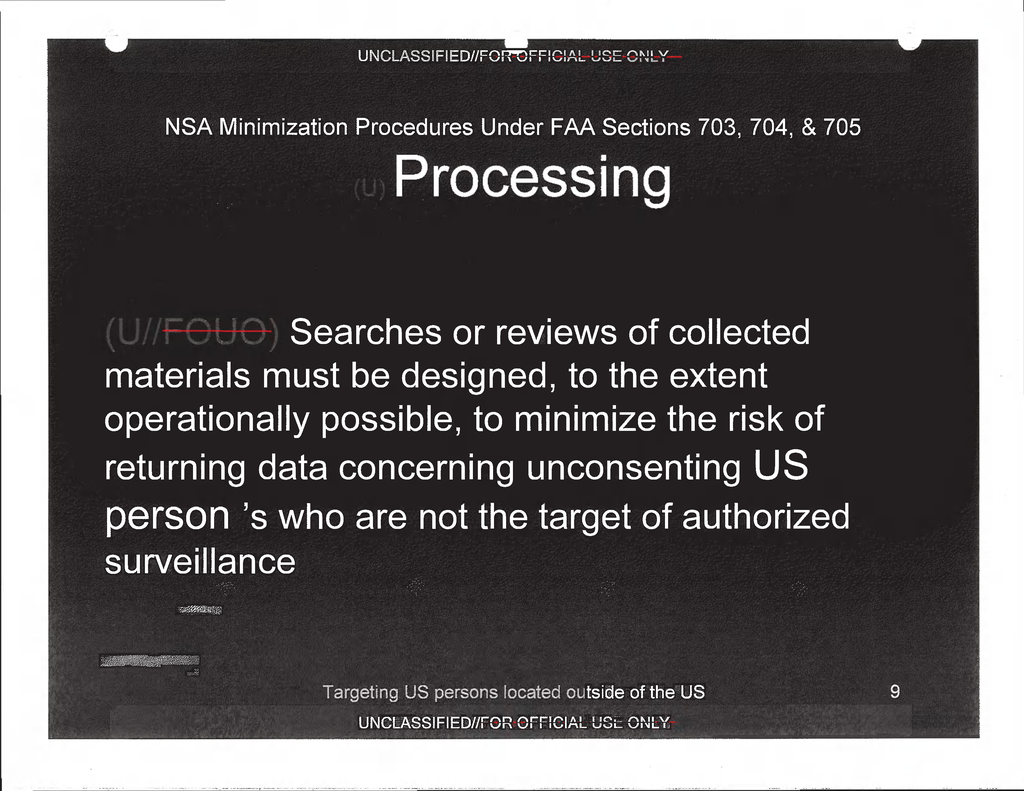 UNCLASSIFIED//FOR OFFICIAL USE ONLY
NSA Minimization Procedures Under FAA Sections 703, 704, & 705
(U) Processing
(U//FOUO) Searches or reviews of collected
materials must be designed, to the extent
operationally possible, to minimize the risk of
returning data concerning unconsenting US
person 's who are not the target of authorized
surveillance
Targeting US persons located outside of the US 9
UNCLASSIFIED//FOR OFFICIAL USE ONLY